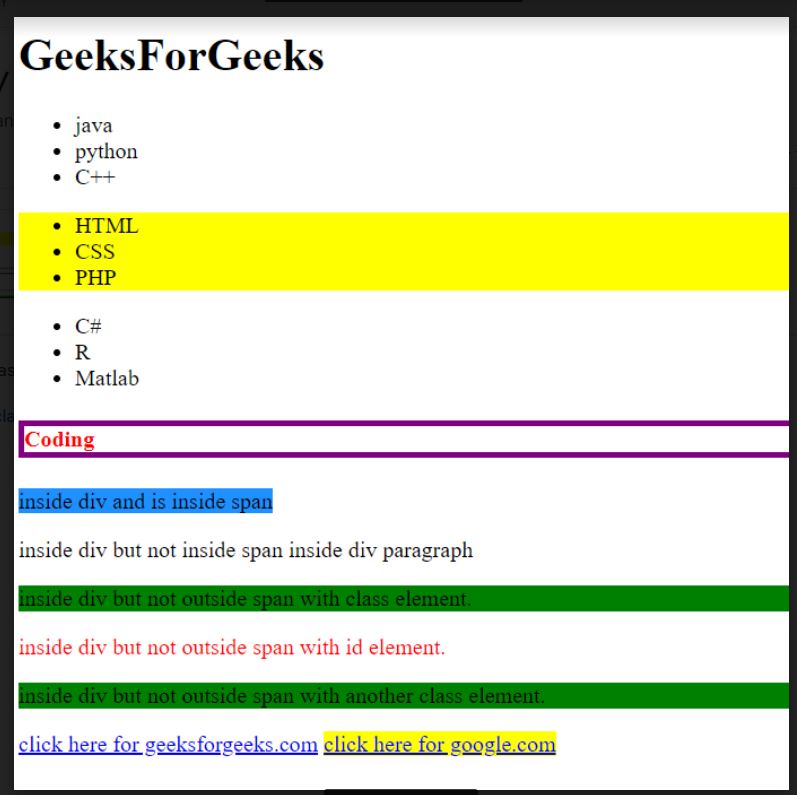 GeeksForGeeks
java
python
C++
HTML
CSS
PHP
C#
R
Matlab
Coding
inside div and is inside span
inside div but not inside span inside div paragraph
inside div but not outside span with class element.
inside div but not outside span with id element.
inside div but not outside span with another class element.
click here for geeksforgeeks.com click here for google.com